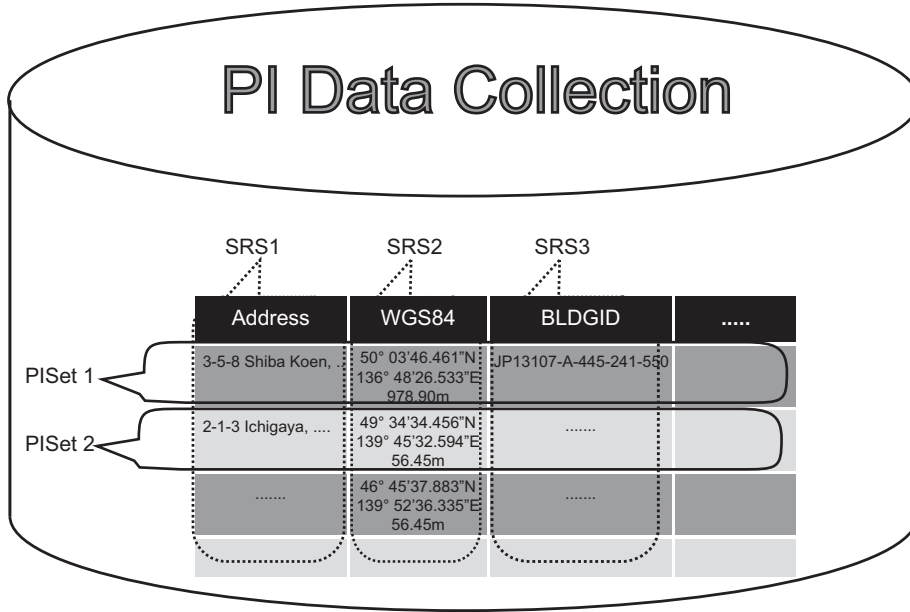 PI Data Collection
SRS1 SRS2 SRS3
Address WGS84 BLDGID .....
PISet 1
3-5-8 Shiba Koen, ..
50° 03’46.461”N
136° 48’26.533”E
978.90m
JP13107-A-445-241-550
PISet 2
2-1-3 Ichigaya, ....
49° 34’34.456”N
139° 45’32.594”E
56.45m
.......
.......
46° 45’37.883”N
139° 52’36.335”E
56.45m
.......